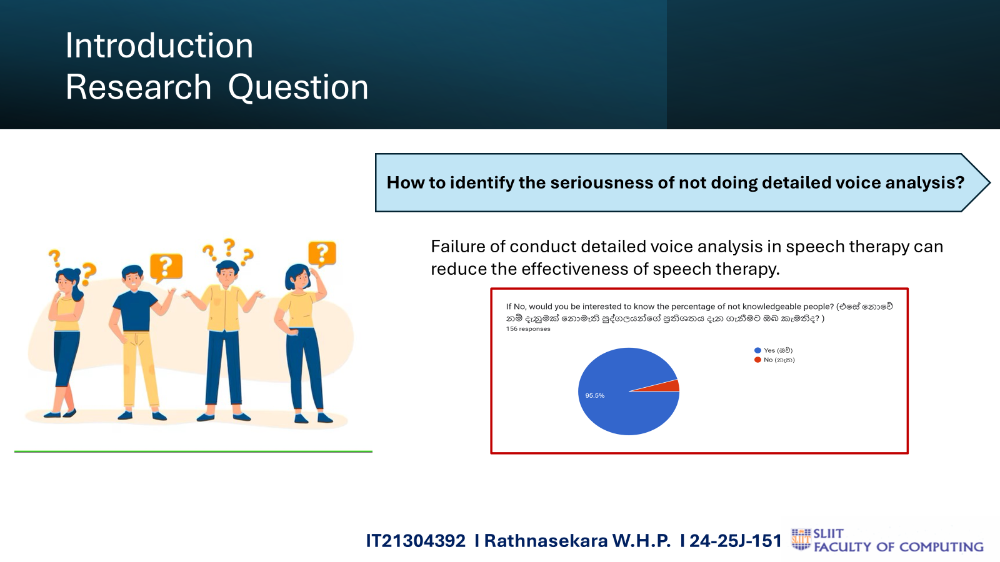 Introduction
Research Question
How to identify the seriousness of not doing detailed voice analysis?
Failure of conduct detailed voice analysis in speech therapy can
reduce the effectiveness of speech therapy.
If No, would you be interested to know the percentage of not knowledgeable people? (එසේ නොවේ
නම් දැනුමක් නොමැති පුද්ගලයන්ගේ ප්‍රතිශතය දැන ගැනීමට ඔබ කැමතිද? )
156 responses
Yes (ඔව්)
No (නැත)
95.5%
IT21304392 I Rathnasekara W.H.P. I 24-25J-151
SLIIT
SLIIT
FACULTY OF COMPUTING